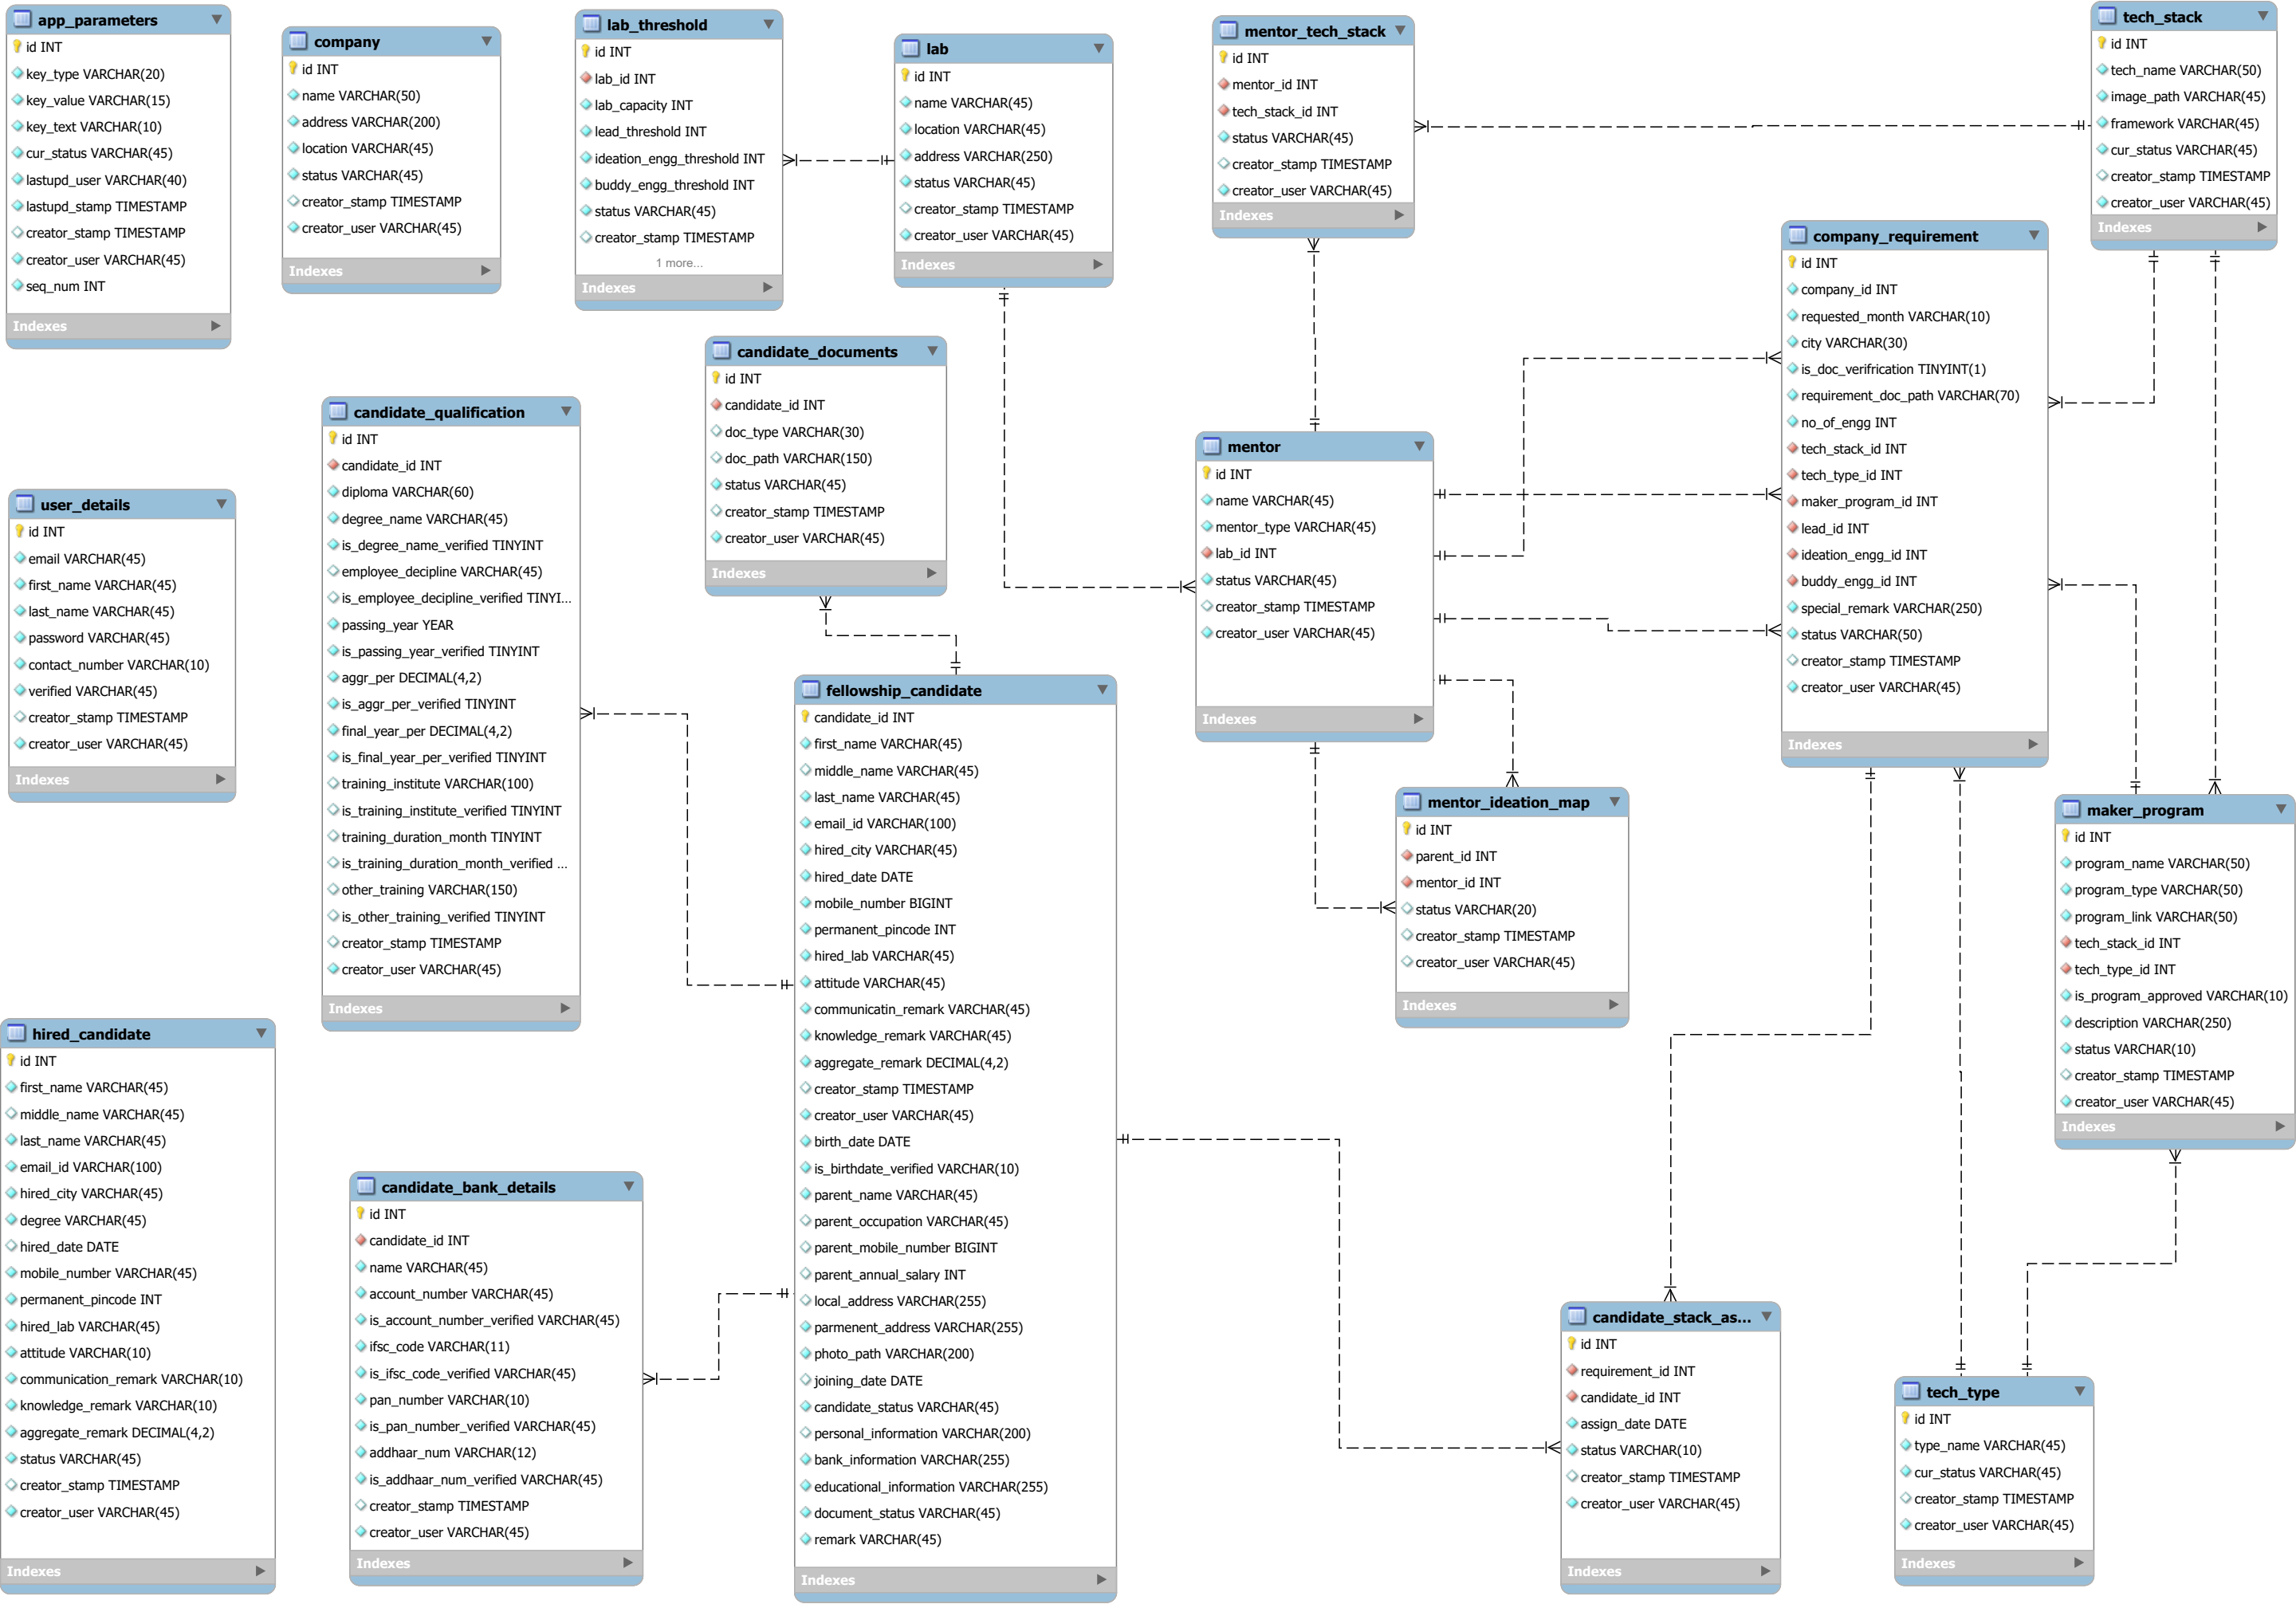 app_parameters
id INT
key_type VARCHAR(20)
key_value VARCHAR(15)
key_text VARCHAR(10)
cur_status VARCHAR(45)
lastupd_user VARCHAR(40)
lastupd_stamp TIMESTAMP
creator_stamp TIMESTAMP
creator_user VARCHAR(45)
seq_num INT
Indexes
company
id INT
name VARCHAR(50)
address VARCHAR(200)
location VARCHAR(45)
status VARCHAR(45)
creator_stamp TIMESTAMP
creator_user VARCHAR(45)
Indexes
lab_threshold
id INT
lab_id INT
lab_capacity INT
lead_threshold INT
ideation_engg_threshold INT
buddy_engg_threshold INT
status VARCHAR(45)
creator_stamp TIMESTAMP
1 more...
Indexes
lab
id INT
name VARCHAR(45)
location VARCHAR(45)
address VARCHAR(250)
status VARCHAR(45)
creator_stamp TIMESTAMP
creator_user VARCHAR(45)
Indexes
mentor_tech_stack
id INT
mentor_id INT
tech_stack_id INT
status VARCHAR(45)
creator_stamp TIMESTAMP
creator_user VARCHAR(45)
Indexes
tech_stack
id INT
tech_name VARCHAR(50)
image_path VARCHAR(45)
framework VARCHAR(45)
cur_status VARCHAR(45)
creator_stamp TIMESTAMP
creator_user VARCHAR(45)
Indexes
company_requirement
id INT
company_id INT
requested_month VARCHAR(10)
city VARCHAR(30)
is_doc_verifrication TINYINT(1)
requirement_doc_path VARCHAR(70)
no_of_engg INT
tech_stack_id INT
tech_type_id INT
maker_program_id INT
lead_id INT
ideation_engg_id INT
buddy_engg_id INT
special_remark VARCHAR(250)
status VARCHAR(50)
creator_stamp TIMESTAMP
creator_user VARCHAR(45)
Indexes
candidate_documents
id INT
candidate_id INT
doc_type VARCHAR(30)
doc_path VARCHAR(150)
status VARCHAR(45)
creator_stamp TIMESTAMP
creator_user VARCHAR(45)
Indexes
candidate_qualification
id INT
candidate_id INT
diploma VARCHAR(60)
degree_name VARCHAR(45)
is_degree_name_verified TINYINT
employee_decipline VARCHAR(45)
is_employee_decipline_verified TINYI...
passing_year YEAR
is_passing_year_verified TINYINT
aggr_per DECIMAL(4,2)
is_aggr_per_verified TINYINT
final_year_per DECIMAL(4,2)
is_final_year_per_verified TINYINT
training_institute VARCHAR(100)
is_training_institute_verified TINYINT
training_duration_month TINYINT
is_training_duration_month_verified ...
other_training VARCHAR(150)
is_other_training_verified TINYINT
creator_stamp TIMESTAMP
creator_user VARCHAR(45)
Indexes
mentor
id INT
name VARCHAR(45)
mentor_type VARCHAR(45)
lab_id INT
status VARCHAR(45)
creator_stamp TIMESTAMP
creator_user VARCHAR(45)
Indexes
user_details
id INT
email VARCHAR(45)
first_name VARCHAR(45)
last_name VARCHAR(45)
password VARCHAR(45)
contact_number VARCHAR(10)
verified VARCHAR(45)
creator_stamp TIMESTAMP
creator_user VARCHAR(45)
Indexes
fellowship_candidate
candidate_id INT
first_name VARCHAR(45)
middle_name VARCHAR(45)
last_name VARCHAR(45)
email_id VARCHAR(100)
hired_city VARCHAR(45)
hired_date DATE
mobile_number BIGINT
permanent_pincode INT
hired_lab VARCHAR(45)
attitude VARCHAR(45)
communicatin_remark VARCHAR(45)
knowledge_remark VARCHAR(45)
aggregate_remark DECIMAL(4,2)
creator_stamp TIMESTAMP
creator_user VARCHAR(45)
birth_date DATE
is_birthdate_verified VARCHAR(10)
parent_name VARCHAR(45)
parent_occupation VARCHAR(45)
parent_mobile_number BIGINT
parent_annual_salary INT
local_address VARCHAR(255)
parmenent_address VARCHAR(255)
photo_path VARCHAR(200)
joining_date DATE
candidate_status VARCHAR(45)
personal_information VARCHAR(200)
bank_information VARCHAR(255)
educational_information VARCHAR(255)
document_status VARCHAR(45)
remark VARCHAR(45)
Indexes
mentor_ideation_map
id INT
parent_id INT
mentor_id INT
status VARCHAR(20)
creator_stamp TIMESTAMP
creator_user VARCHAR(45)
Indexes
maker_program
id INT
program_name VARCHAR(50)
program_type VARCHAR(50)
program_link VARCHAR(50)
tech_stack_id INT
tech_type_id INT
is_program_approved VARCHAR(10)
description VARCHAR(250)
status VARCHAR(10)
creator_stamp TIMESTAMP
creator_user VARCHAR(45)
Indexes
hired_candidate
id INT
first_name VARCHAR(45)
middle_name VARCHAR(45)
last_name VARCHAR(45)
email_id VARCHAR(100)
hired_city VARCHAR(45)
degree VARCHAR(45)
hired_date DATE
mobile_number VARCHAR(45)
permanent_pincode INT
hired_lab VARCHAR(45)
attitude VARCHAR(10)
communication_remark VARCHAR(10)
knowledge_remark VARCHAR(10)
aggregate_remark DECIMAL(4,2)
status VARCHAR(45)
creator_stamp TIMESTAMP
creator_user VARCHAR(45)
Indexes
candidate_bank_details
id INT
candidate_id INT
name VARCHAR(45)
account_number VARCHAR(45)
is_account_number_verified VARCHAR(45)
ifsc_code VARCHAR(11)
is_ifsc_code_verified VARCHAR(45)
pan_number VARCHAR(10)
is_pan_number_verified VARCHAR(45)
addhaar_num VARCHAR(12)
is_addhaar_num_verified VARCHAR(45)
creator_stamp TIMESTAMP
creator_user VARCHAR(45)
Indexes
candidate_stack_as...
id INT
requirement_id INT
candidate_id INT
assign_date DATE
status VARCHAR(10)
creator_stamp TIMESTAMP
creator_user VARCHAR(45)
Indexes
tech_type
id INT
type_name VARCHAR(45)
cur_status VARCHAR(45)
creator_stamp TIMESTAMP
creator_user VARCHAR(45)
Indexes